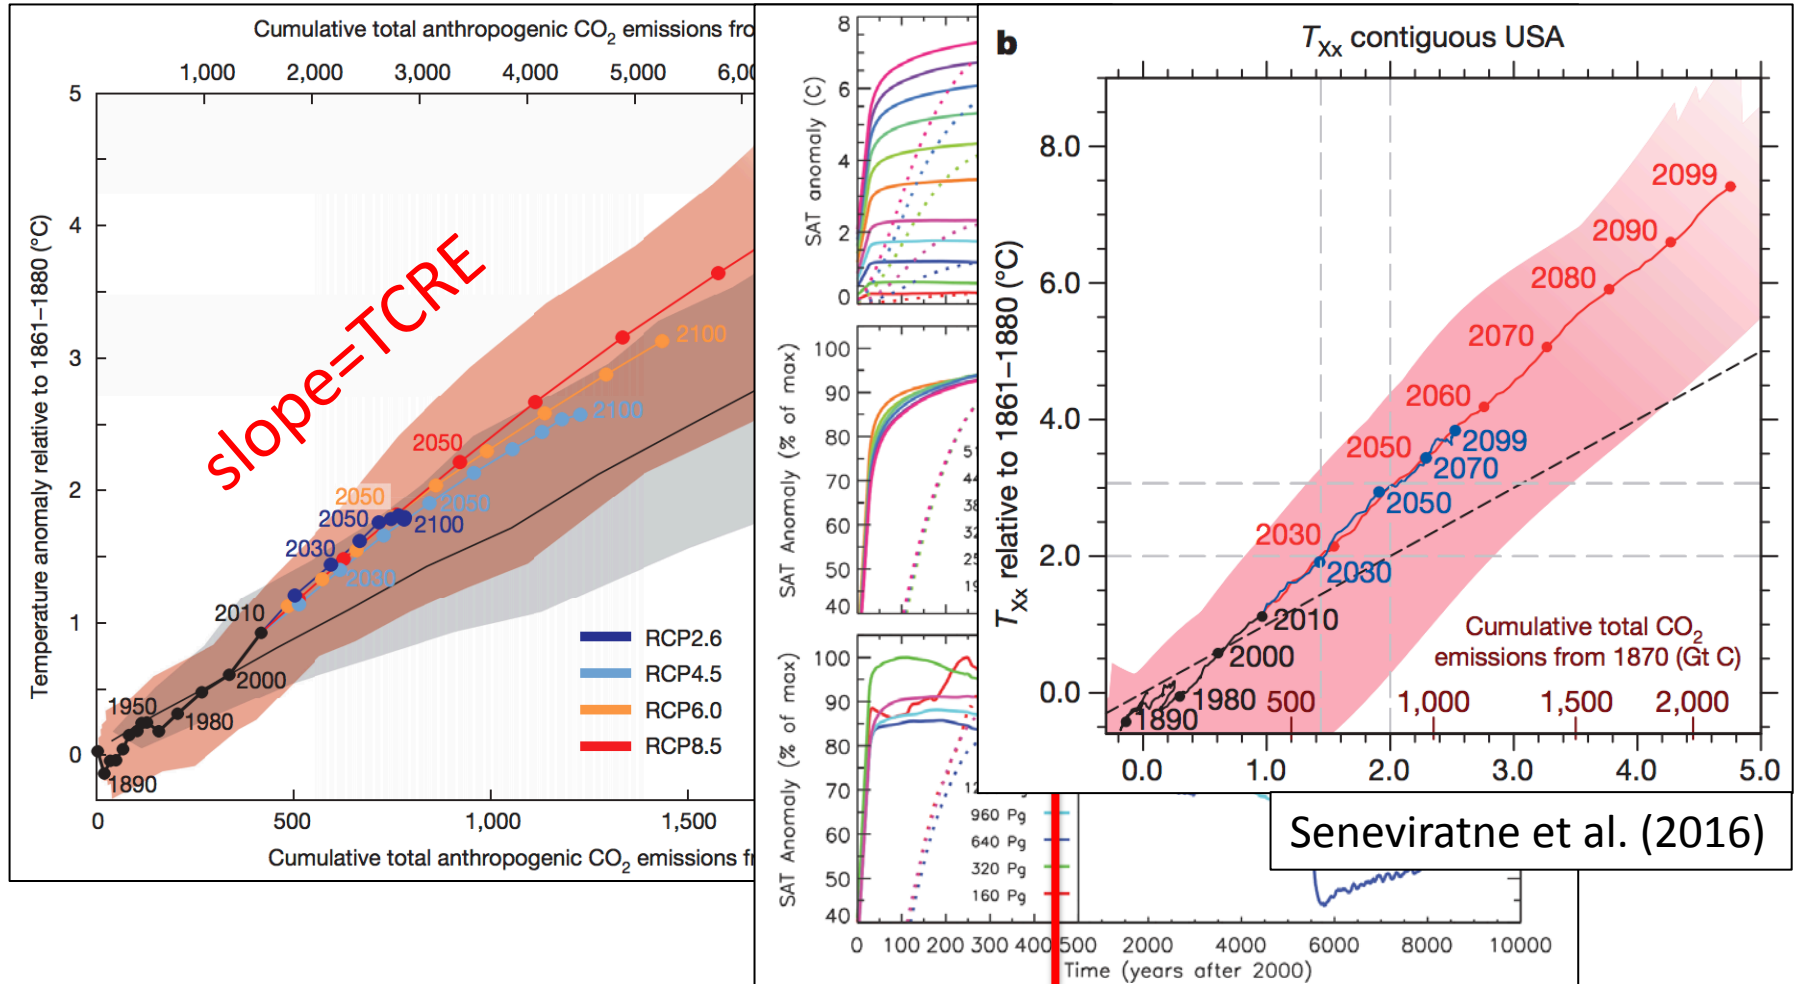 Cumulative total anthropogenic CO2 emissions fro
1,000 2,000 3,000 4,000 5,000 6,00
5
4
3
2
1
0
Temperature anomaly relative to 1861–1880 (°C)
slope=TCRE
2100
2100
2050
2050
2050
2050
2100
2030
2030
2010
2000
1950
1980
1890
RCP2.6
RCP4.5
RCP6.0
RCP8.5
0 500 1,000 1,500
Cumulative total anthropogenic CO2 emissions fr
8
6
4
2
0
SAT anomaly (C)
100
90
80
70
60
50
40
SAT Anomaly (% of max)
100
90
80
70
60
50
40
SAT Anomaly (% of max)
960 Pg
640 Pg
320 Pg
160 Pg
0 100 200 300 400 500 2000 4000 6000 8000 10000
Time (years after 2000)
b
TXx contiguous USA
8.0
6.0
4.0
2.0
0.0
TXx relative to 1861–1880 (°C)
2099
2090
2080
2070
2060
2050
2099
2070
2050
2030
2030
2010
2000
1980
1890
Cumulative total CO2
emissions from 1870 (Gt C)
500 1,000 1,500 2,000
0.0 1.0 2.0 3.0 4.0 5.0
Seneviratne et al. (2016)